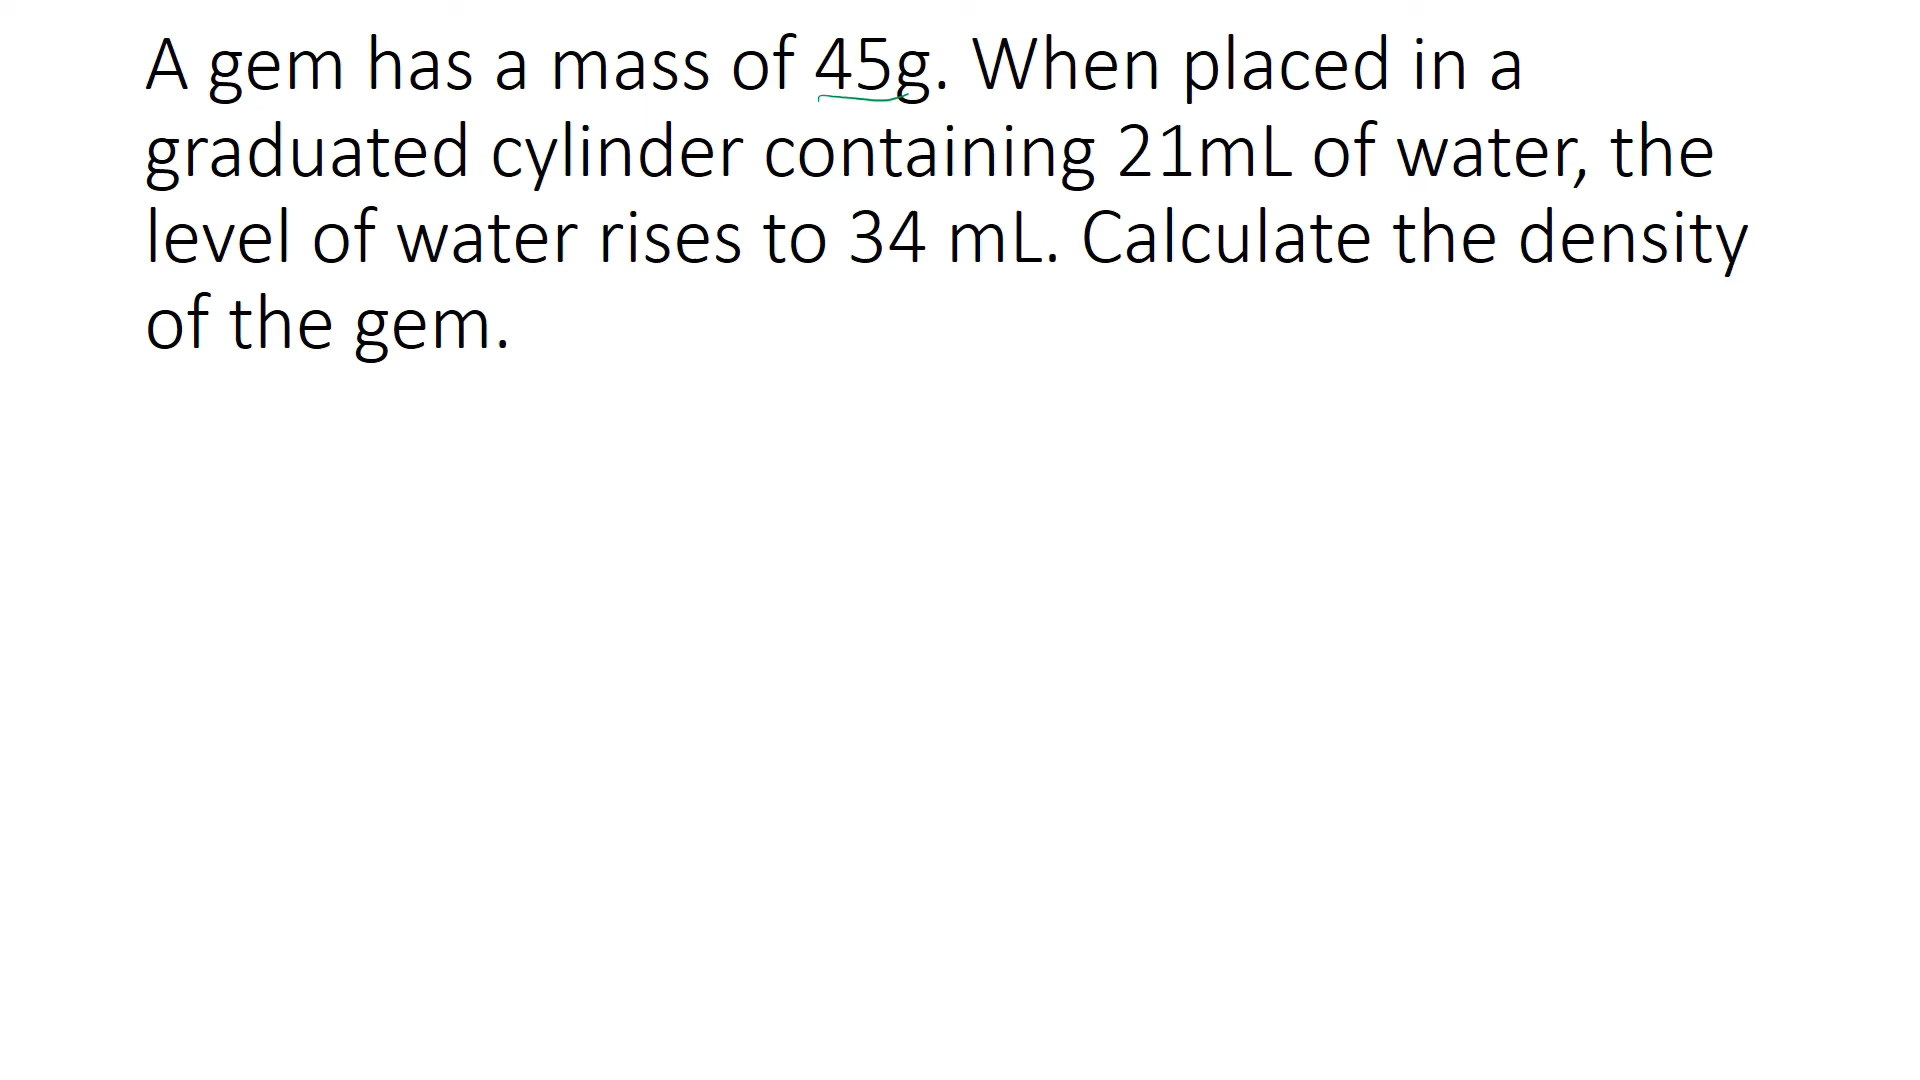 A gem has a mass of 45g. When placed in a
graduated cylinder containing 21mL of water, the
level of water rises to 34 mL. Calculate the density
of the gem.